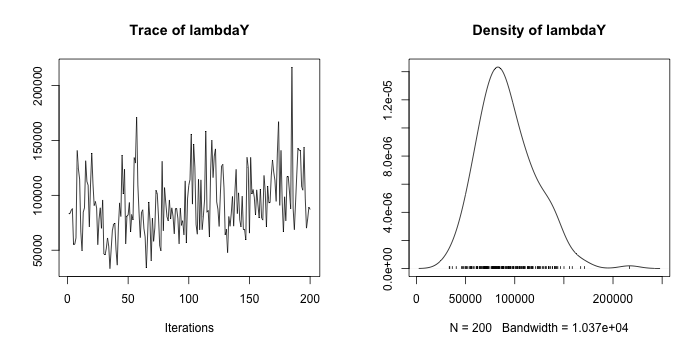 Trace of lambdaY
50000
100000
150000
200000
0
50
100
150
200
Iterations
Density of lambdaY
0.0e+00
4.0e-06
8.0e-06
1.2e-05
0
50000
100000
200000
N = 200   Bandwidth = 1.037e+04